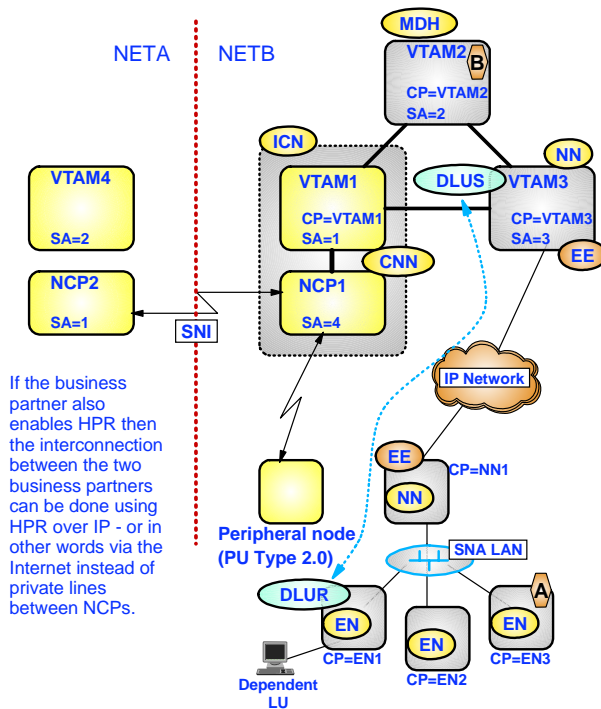 MDH
NETA
NETB
VTAM2
B
CP=VTAM2
SA=2
ICN
NN
VTAM4
SA=2
VTAM1
CP=VTAM1
SA=1
DLUS
VTAM3
CP=VTAM3
SA=3
CNN
EE
NCP2
SA=1
NCP1
SA=4
SNI
If the business
partner also
enables HPR then
the interconnection
between the two
business partners
can be done using
HPR over IP - or in
other words via the
Internet instead of
private lines
between NCPs.
IP Network
EE
CP=NN1
NN
Peripheral node
(PU Type 2.0)
SNA LAN
DLUR
A
EN
EN
EN
CP=EN1
CP=EN2
CP=EN3
Dependent
LU